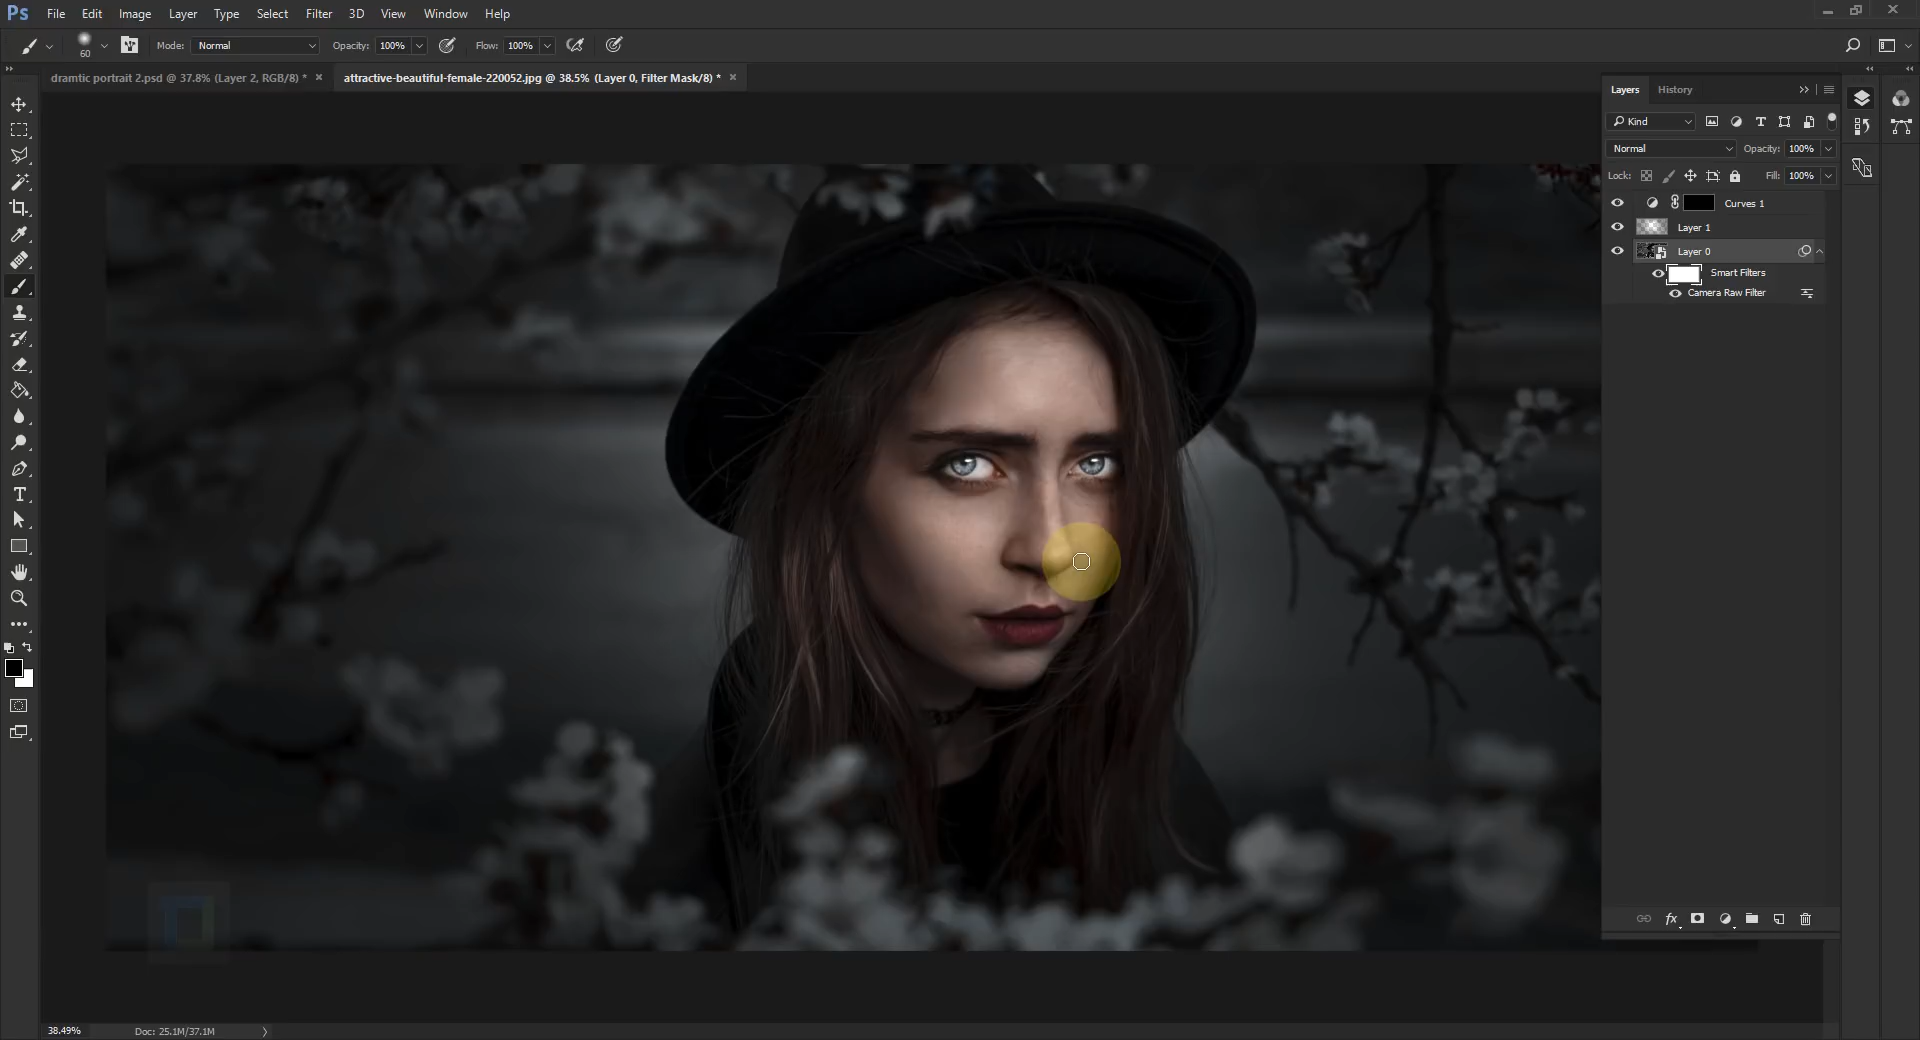 Ps File Edit Image Layer Type Select Filter 3D View Window Help
60 Mode: Normal Opacity: 100% Flow: 100%
dramtic portrait 2.psd @ 37.8% (Layer 2, RGB/8) * × attractive-beautiful-female-220052.jpg @ 38.5% (Layer 0, Filter Mask/8) * ×
Layers History
Kind
Normal Opacity: 100%
Lock: Fill: 100%
Curves 1
Layer 1
Layer 0
Smart Filters
Camera Raw Filter
fx
38.49% Doc: 25.1M/37.1M